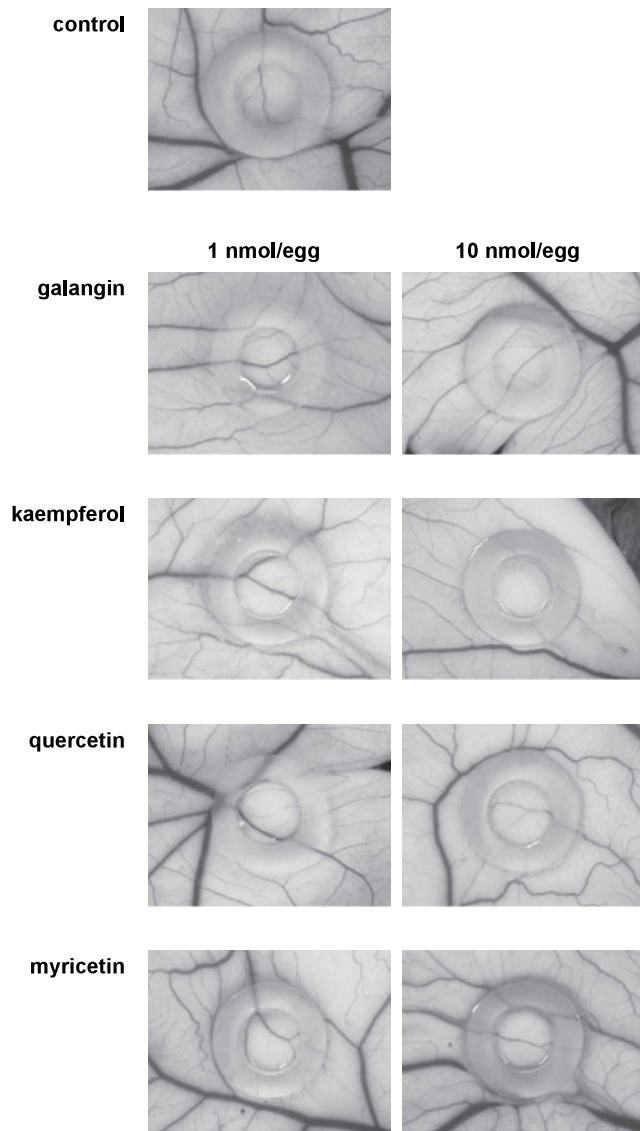 control
1 nmol/egg 10 nmol/egg
galangin
kaempferol
quercetin
myricetin